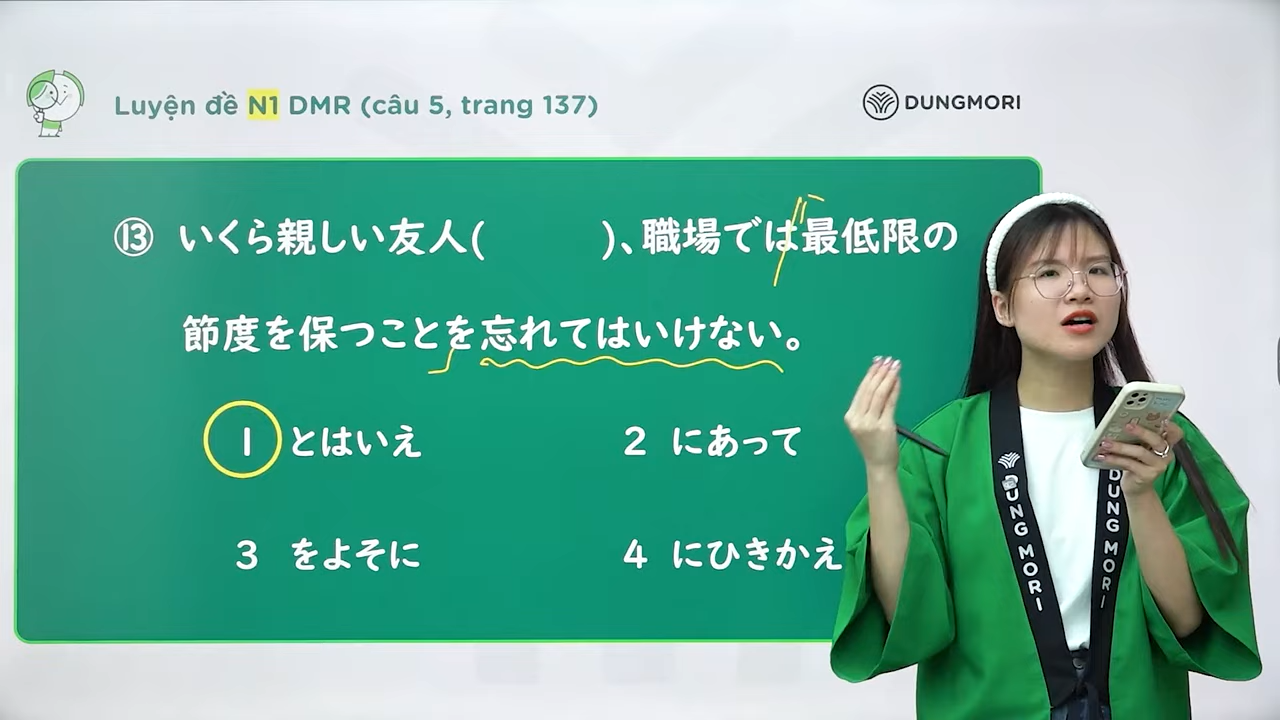 Luyện đề N1 DMR (câu 5, trang 137)
DUNGMORI
⑬ いくら親しい友人( )、職場では最低限の
節度を保つことを忘れてはいけない。
1 とはいえ
2 にあって
3 をよそに
4 にひきかえ
DUNG MORI
DUNG MORI